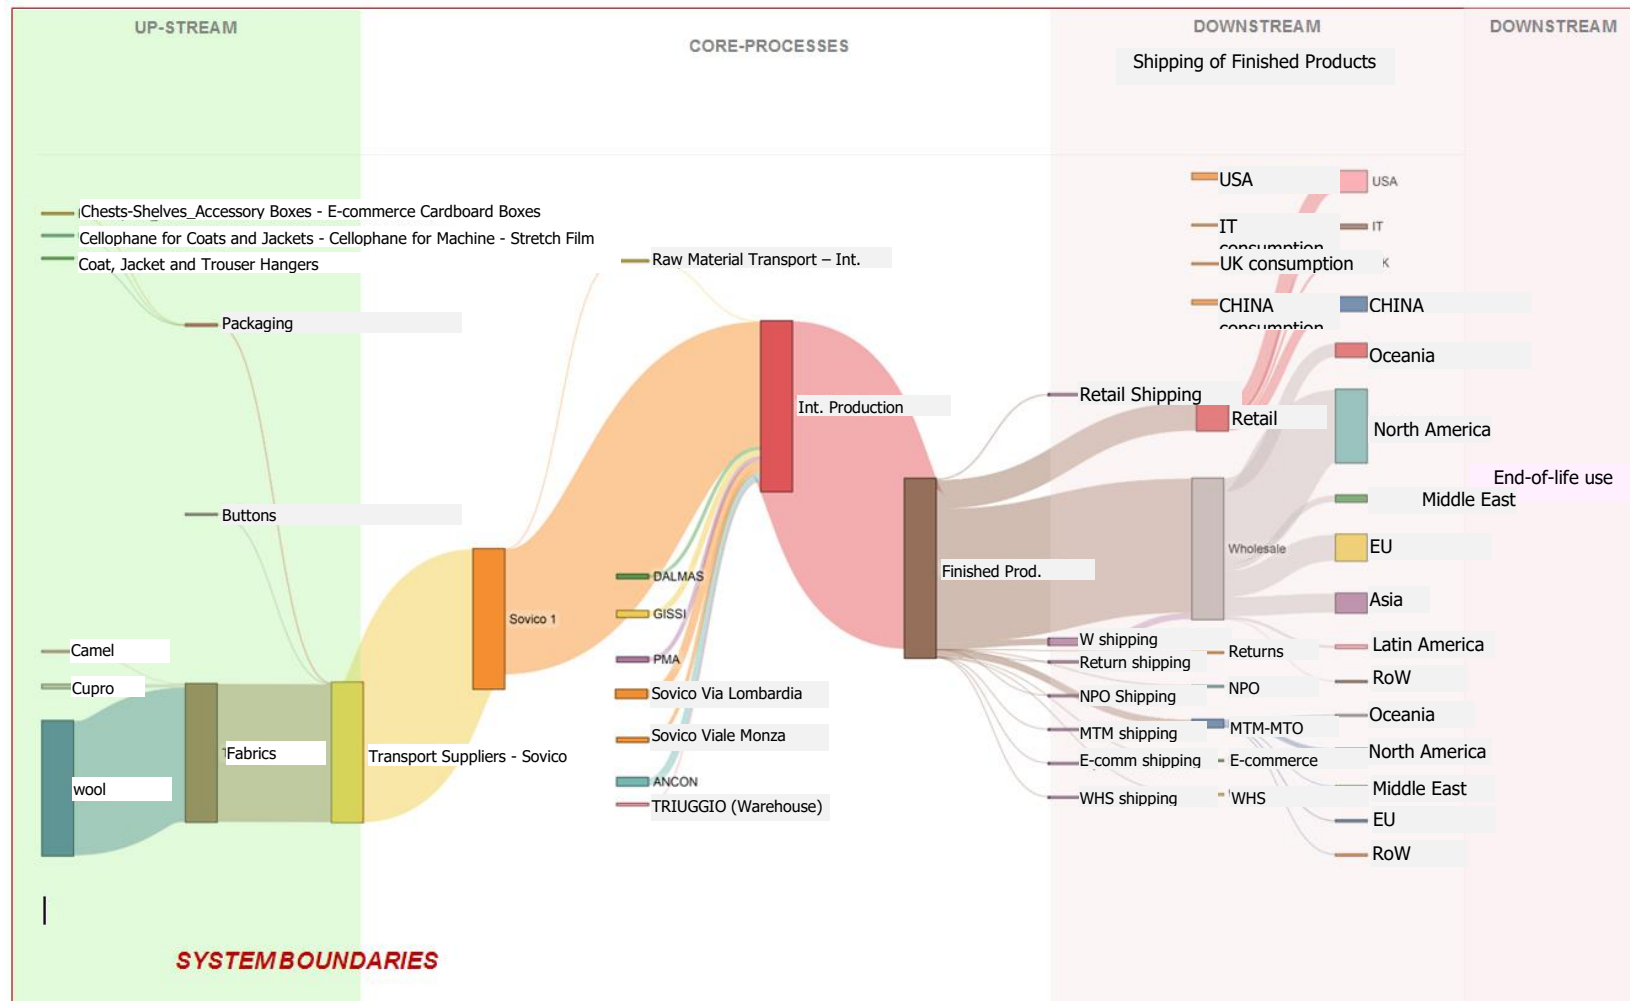 UP-STREAM
CORE-PROCESSES
DOWNSTREAM
DOWNSTREAM
Shipping of Finished Products
Chests-Shelves_Accessory Boxes - E-commerce Cardboard Boxes
Cellophane for Coats and Jackets - Cellophane for Machine - Stretch Film
Coat, Jacket and Trouser Hangers
Packaging
Buttons
Camel
Cupro
wool
Fabrics
Transport Suppliers - Sovico
Sovico 1
Raw Material Transport – Int.
Int. Production
DALMAS
GISSI
PMA
Sovico Via Lombardia
Sovico Viale Monza
ANCON
TRIUGGIO (Warehouse)
Finished Prod.
Retail Shipping
W shipping
Return shipping
NPO Shipping
MTM shipping
E-comm shipping
WHS shipping
USA
IT
consumption
UK consumption
CHINA
consumption
Retail
Wholesale
Returns
NPO
MTM-MTO
E-commerce
WHS
USA
IT
CHINA
Oceania
North America
Middle East
EU
Asia
Latin America
RoW
Oceania
North America
Middle East
EU
RoW
End-of-life use
SYSTEM BOUNDARIES